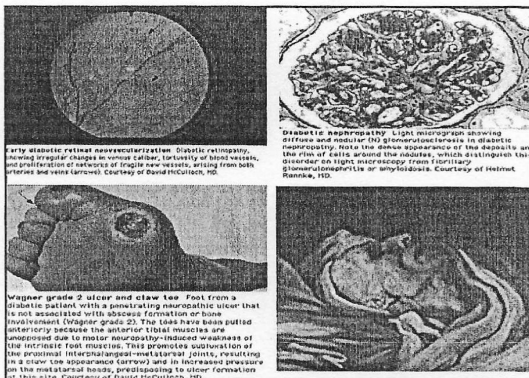 Early diabetic retinal neovascularization Diabetic retinopathy,
showing irregular changes in venous caliber, tortuosity of blood vessels,
and proliferation of networks of fragile new vessels, arising from both
arteries and veins (arrows). Courtesy of David McCulloch, MD.
Diabetic nephropathy Light micrograph showing
diffuse and nodular (N) glomerulosclerosis in diabetic
nephropathy. Note the dense appearance of the deposits an
the rim of cells around the nodules, which distinguish this
disorder on light microscopy from fibrillary
glomerulonephritis or amyloidosis. Courtesy of Helmut
Rennke, MD.
Wagner grade 2 ulcer and claw toe Foot from a
diabetic patient with a penetrating neuropathic ulcer that
is not associated with abscess formation or bone
involvement (Wagner grade 2). The toes have been pulled
anteriorly because the anterior tibial muscles are
unopposed due to motor neuropathy-induced weakness of
the intrinsic foot muscles. This promotes subluxation of
the proximal interphalangeal-metatarsal joints, resulting
in a claw toe appearance (arrow) and in increased pressure
on the metatarsal heads, predisposing to ulcer formation
at this site. Courtesy of David McCulloch, MD.